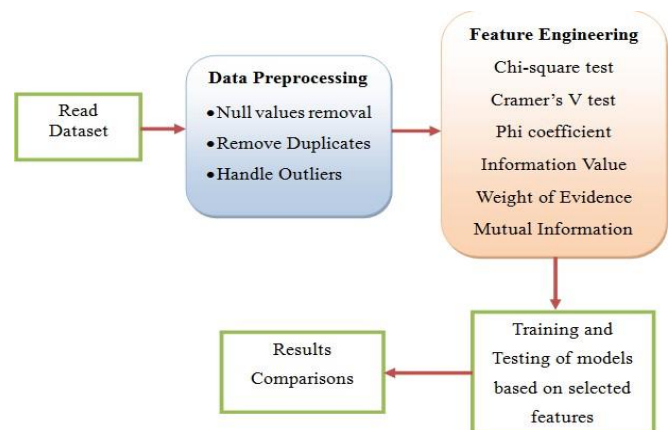 Read
Dataset
Data Preprocessing
•Null values removal
•Remove Duplicates
•Handle Outliers
Feature Engineering
Chi-square test
Cramer's V test
Phi coefficient
Information Value
Weight of Evidence
Mutual Information
Training and
Testing of models
based on selected
features
Results
Comparisons